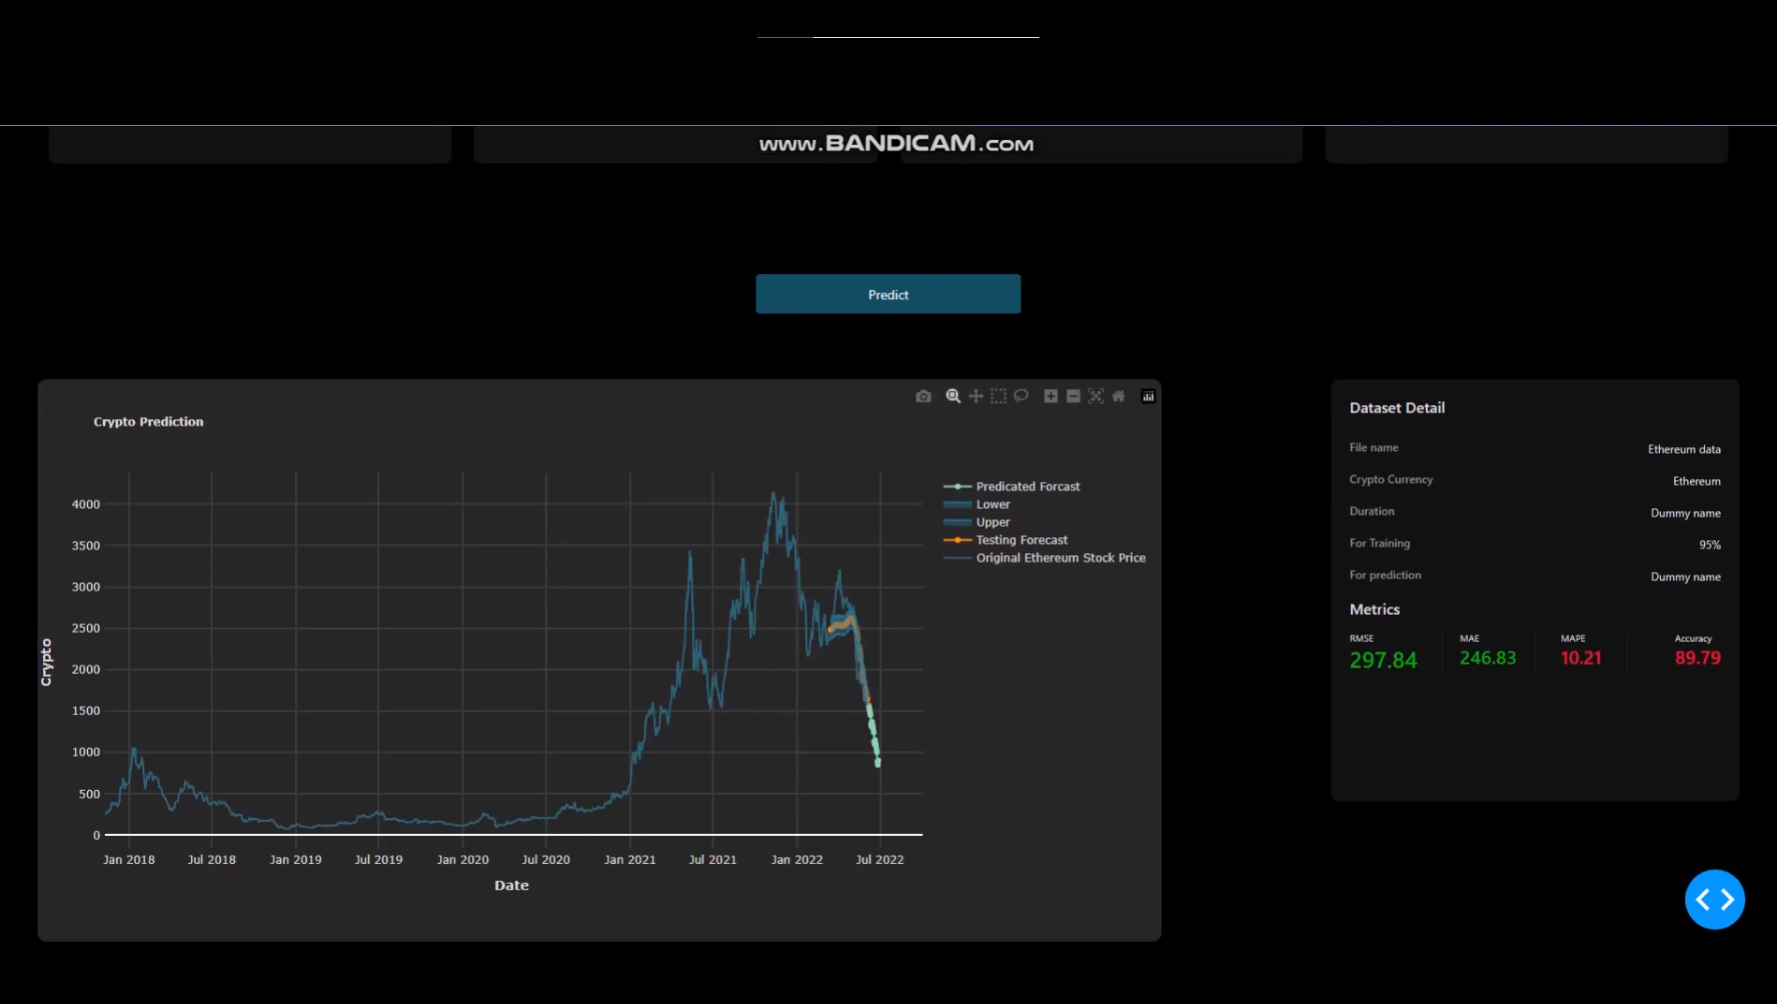 www.BANDICAM.com
Predict
Crypto Prediction
Predicated Forcast
Lower
Upper
Testing Forecast
Original Ethereum Stock Price
4000
3500
3000
2500
2000
1500
1000
500
0
Crypto
Jan 2018
Jul 2018
Jan 2019
Jul 2019
Jan 2020
Jul 2020
Jan 2021
Jul 2021
Jan 2022
Jul 2022
Date
Dataset Detail
File name Ethereum data
Crypto Currency Ethereum
Duration Dummy name
For Training 95%
For prediction Dummy name
Metrics
RMSE MAE MAPE Accuracy
297.84 246.83 10.21 89.79